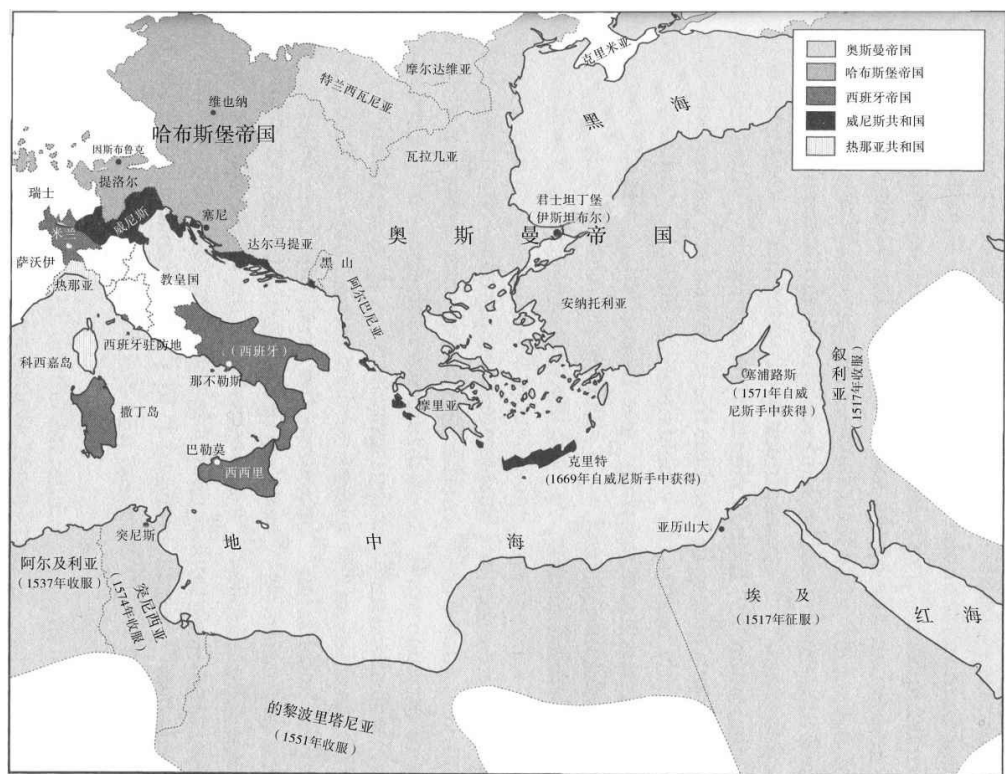 奥斯曼帝国
哈布斯堡帝国
西班牙帝国
威尼斯共和国
热那亚共和国
克里米亚
摩尔达维亚
特兰西瓦尼亚
维也纳
哈布斯堡帝国
黑海
因斯布鲁克
瓦拉几亚
提洛尔
瑞士
君士坦丁堡
(伊斯坦布尔)
威尼斯
塞尼
米兰
奥斯曼帝国
达尔马提亚
萨沃伊
黑山
教皇国
热那亚
阿尔巴尼亚
安纳托利亚
西班牙驻防地
(西班牙)
科西嘉岛
叙利亚
(1517年收服)
塞浦路斯
(1571年自威
尼斯手中获得)
那不勒斯
撒丁岛
摩里亚
巴勒莫
西西里
克里特
(1669年自威尼斯手中获得)
突尼斯
地中海
亚历山大
阿尔及利亚
(1537年收服)
突尼西亚
(1574年收服)
埃及
(1517年征服)
红海
的黎波里塔尼亚
(1551年收服)